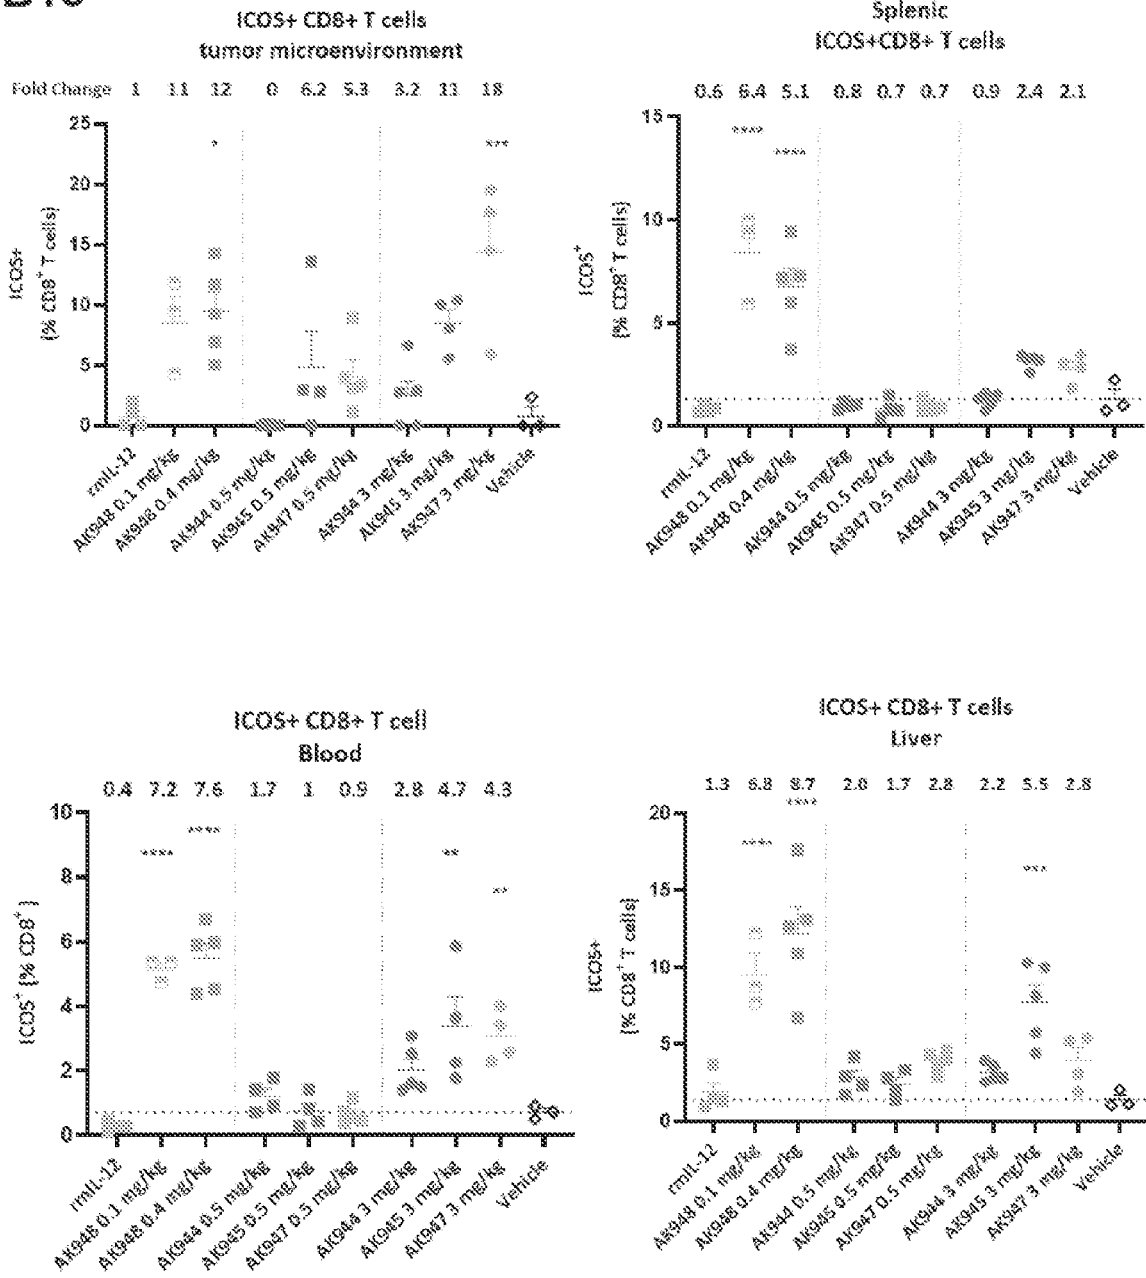 ICOS+ CD8+ T cells
tumor microenvironment
Fold Change 1 11 12 0 6.2 5.3 3.2 11 18
25
20
15
10
5
0
ICOS+
(% CD8+ T cells)
*
***
rmIL-12
AK948 0.1 mg/kg
AK948 0.4 mg/kg
AK944 0.5 mg/kg
AK945 0.5 mg/kg
AK947 0.5 mg/kg
AK944 3 mg/kg
AK945 3 mg/kg
AK947 3 mg/kg
Vehicle
Splenic
ICOS+CD8+ T cells
0.6 6.4 5.1 0.8 0.7 0.7 0.9 2.4 2.1
15
10
5
0
ICOS+
(% CD8+ T cells)
****
****
rmIL-12
AK948 0.1 mg/kg
AK948 0.4 mg/kg
AK944 0.5 mg/kg
AK945 0.5 mg/kg
AK947 0.5 mg/kg
AK944 3 mg/kg
AK945 3 mg/kg
AK947 3 mg/kg
Vehicle
ICOS+ CD8+ T cell
Blood
0.4 7.2 7.6 1.7 1 0.9 2.8 4.7 4.3
10
8
6
4
2
0
ICOS+ (% CD8+)
****
****
**
**
rmIL-12
AK948 0.1 mg/kg
AK948 0.4 mg/kg
AK944 0.5 mg/kg
AK945 0.5 mg/kg
AK947 0.5 mg/kg
AK944 3 mg/kg
AK945 3 mg/kg
AK947 3 mg/kg
Vehicle
ICOS+ CD8+ T cells
Liver
1.3 6.8 8.7 2.0 1.7 2.8 2.2 5.5 2.8
20
15
10
5
0
ICOS+
(% CD8+ T cells)
****
****
***
rmIL-12
AK948 0.1 mg/kg
AK948 0.4 mg/kg
AK944 0.5 mg/kg
AK945 0.5 mg/kg
AK947 0.5 mg/kg
AK944 3 mg/kg
AK945 3 mg/kg
AK947 3 mg/kg
Vehicle